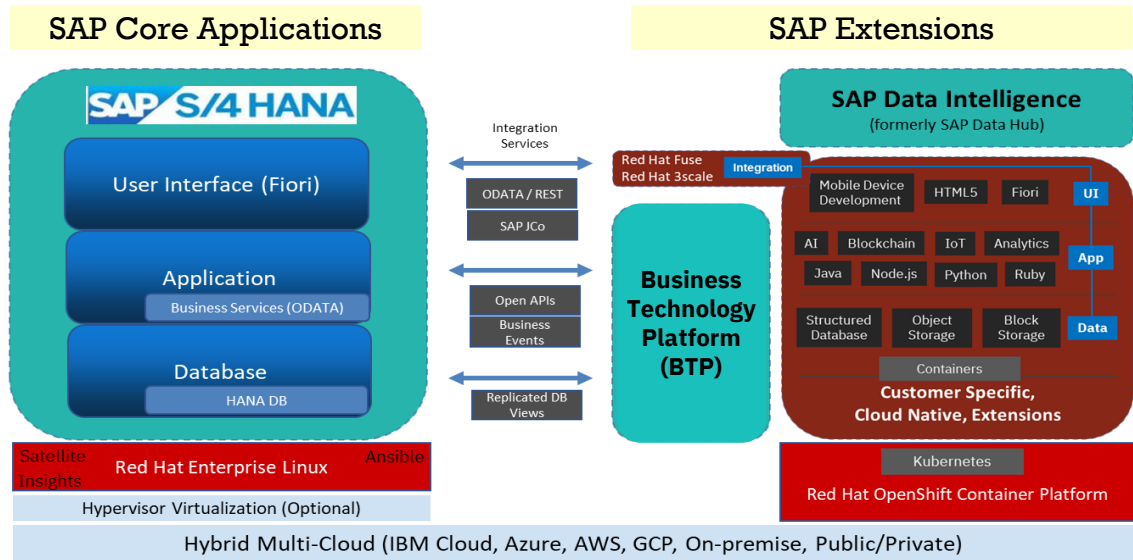 SAP Core Applications
SAP Extensions
SAP S/4 HANA
User Interface (Fiori)
Application
Business Services (ODATA)
Database
HANA DB
Satellite
Insights
Red Hat Enterprise Linux
Ansible
Hypervisor Virtualization (Optional)
Integration
Services
ODATA / REST
SAP JCo
Open APIs
Business
Events
Replicated DB
Views
Business
Technology
Platform
(BTP)
SAP Data Intelligence
(formerly SAP Data Hub)
Red Hat Fuse
Red Hat 3scale
Integration
Mobile Device
Development
HTML5
Fiori
UI
AI
Blockchain
IoT
Analytics
App
Java
Node.js
Python
Ruby
Structured
Database
Object
Storage
Block
Storage
Data
Containers
Customer Specific,
Cloud Native, Extensions
Kubernetes
Red Hat OpenShift Container Platform
Hybrid Multi-Cloud (IBM Cloud, Azure, AWS, GCP, On-premise, Public/Private)